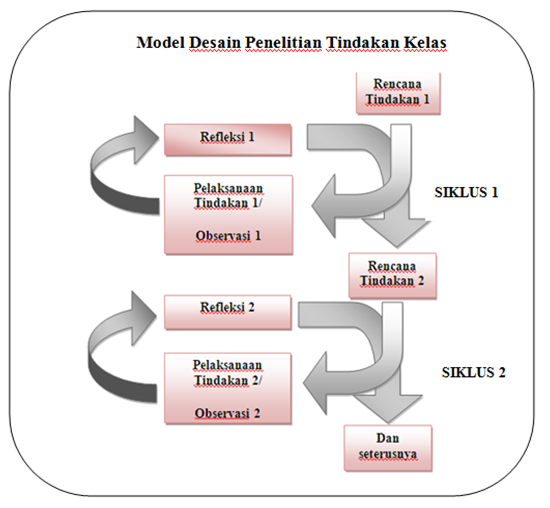 Model Desain Penelitian Tindakan Kelas
Rencana
Tindakan 1
Refleksi 1
Pelaksanaan
Tindakan 1/
Observasi 1
SIKLUS 1
Rencana
Tindakan 2
Refleksi 2
Pelaksanaan
Tindakan 2/
Observasi 2
SIKLUS 2
Dan
seterusnya